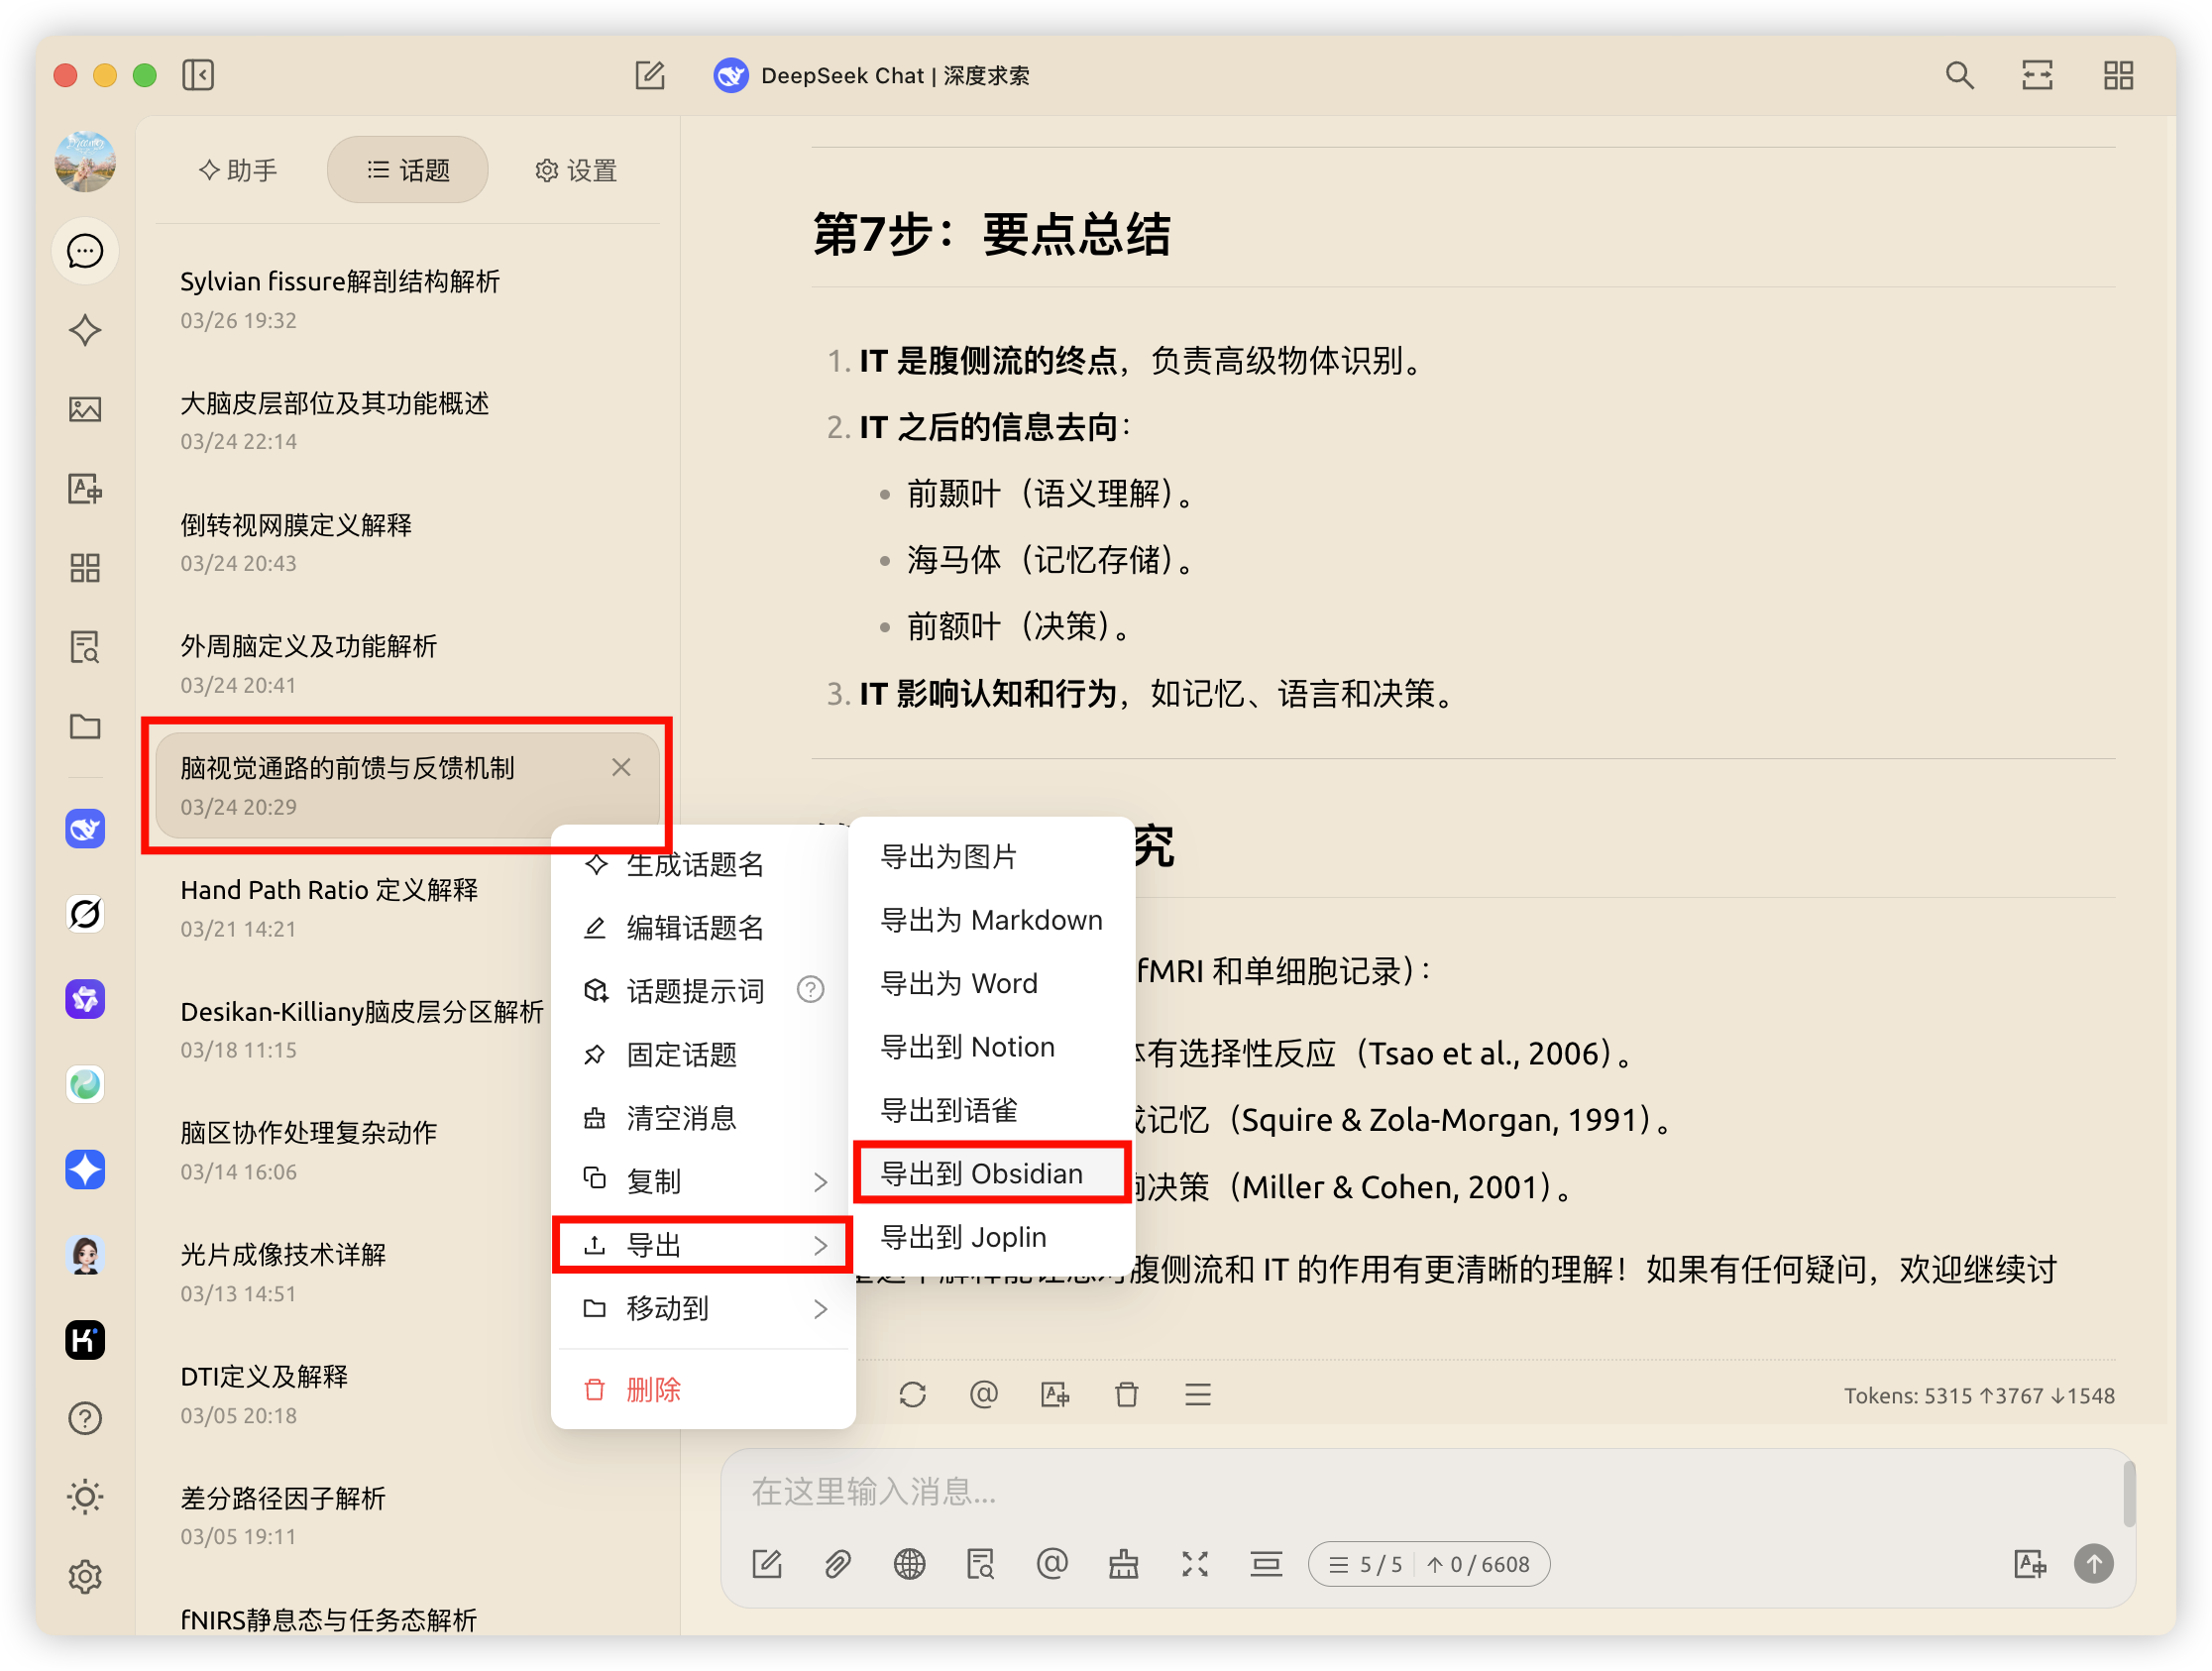 DeepSeek Chat | 深度求索
助手
话题
设置
Sylvian fissure解剖结构解析
03/26 19:32
大脑皮层部位及其功能概述
03/24 22:14
倒转视网膜定义解释
03/24 20:43
外周脑定义及功能解析
03/24 20:41
脑视觉通路的前馈与反馈机制
03/24 20:29
Hand Path Ratio 定义解释
03/21 14:21
Desikan-Killiany脑皮层分区解析
03/18 11:15
脑区协作处理复杂动作
03/14 16:06
光片成像技术详解
03/13 14:51
DTI定义及解释
03/05 20:18
差分路径因子解析
03/05 19:11
fNIRS静息态与任务态解析
生成话题名
编辑话题名
话题提示词
固定话题
清空消息
复制
导出
移动到
删除
导出为图片
导出为 Markdown
导出为 Word
导出到 Notion
导出到语雀
导出到 Obsidian
导出到 Joplin
第7步：要点总结
1. IT 是腹侧流的终点，负责高级物体识别。
2. IT 之后的信息去向：
• 前颞叶（语义理解）。
• 海马体（记忆存储）。
• 前额叶（决策）。
3. IT 影响认知和行为，如记忆、语言和决策。
究
fMRI 和单细胞记录）：
有选择性反应（Tsao et al., 2006）。
记忆（Squire & Zola-Morgan, 1991）。
决策（Miller & Cohen, 2001）。
腹侧流和 IT 的作用有更清晰的理解！如果有任何疑问，欢迎继续讨
Tokens: 5315 ↑3767 ↓1548
在这里输入消息...
5 / 5
↑ 0 / 6608